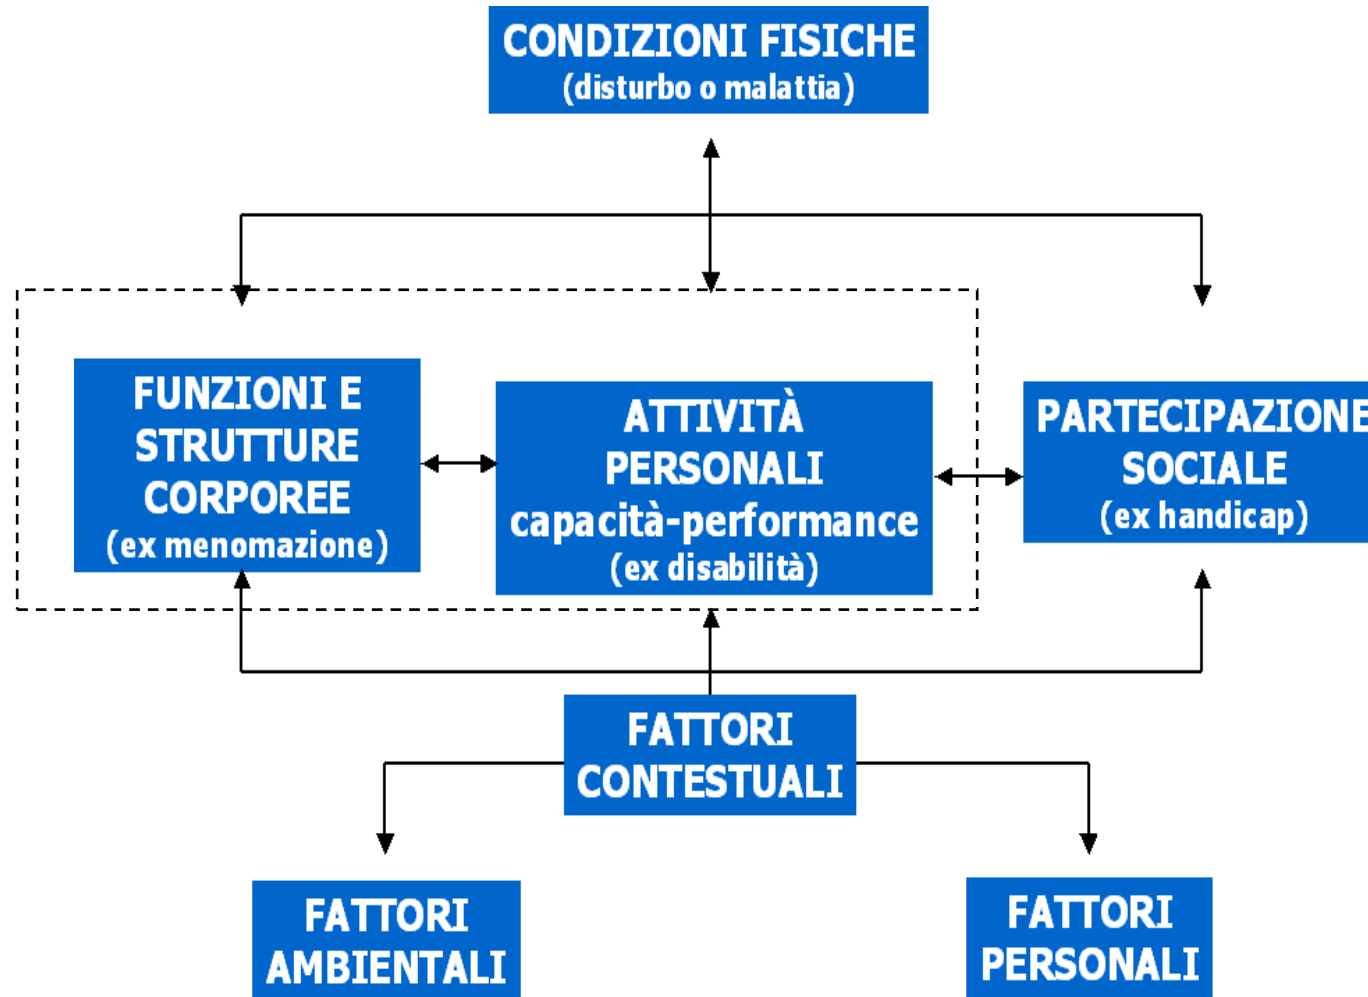 CONDIZIONI FISICHE
(disturbo o malattia)
FUNZIONI E
STRUTTURE
CORPOREE
(ex menomazione)
ATTIVITÀ
PERSONALI
capacità-performance
(ex disabilità)
PARTECIPAZIONE
SOCIALE
(ex handicap)
FATTORI
CONTESTUALI
FATTORI
AMBIENTALI
FATTORI
PERSONALI